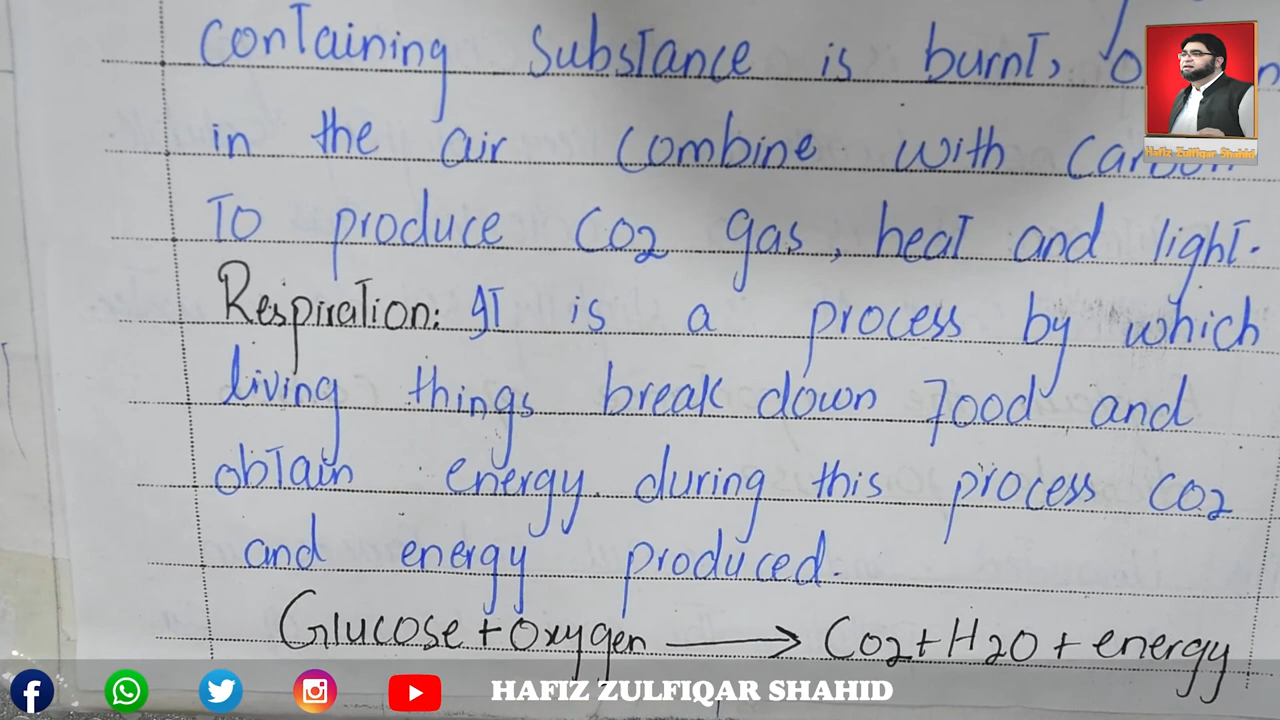 containing substance is burnt,
in the air combine with carbon
To produce CO2 gas, heat and light.
Respiration: It is a process by which
living things break down food and
obtain energy. during this process CO2
and energy produced.
Glucose + Oxygen → CO2 + H2O + energy
Hafiz Zulfiqar Shahid
HAFIZ ZULFIQAR SHAHID